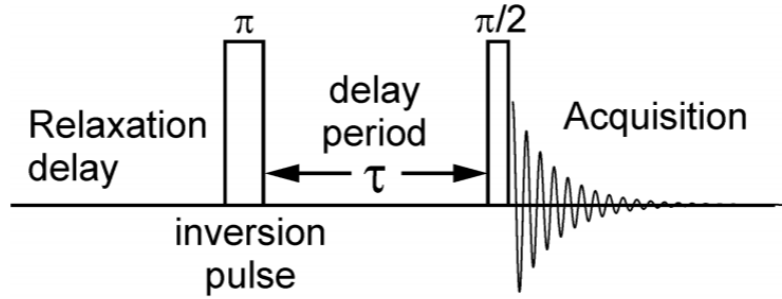 π
π/2
Relaxation
delay
delay
period
τ
Acquisition
inversion
pulse